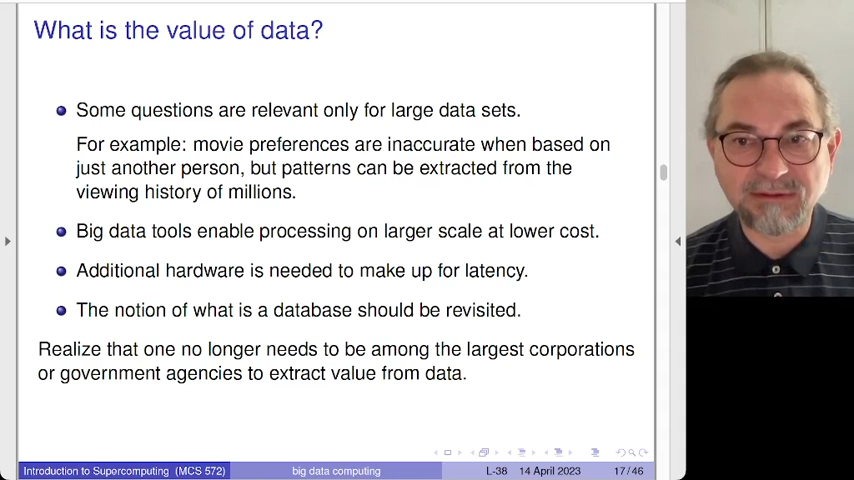 What is the value of data?
Some questions are relevant only for large data sets.
For example: movie preferences are inaccurate when based on
just another person, but patterns can be extracted from the
viewing history of millions.
Big data tools enable processing on larger scale at lower cost.
Additional hardware is needed to make up for latency.
The notion of what is a database should be revisited.
Realize that one no longer needs to be among the largest corporations
or government agencies to extract value from data.
Introduction to Supercomputing (MCS 572) big data computing L-38 14 April 2023 17 / 46